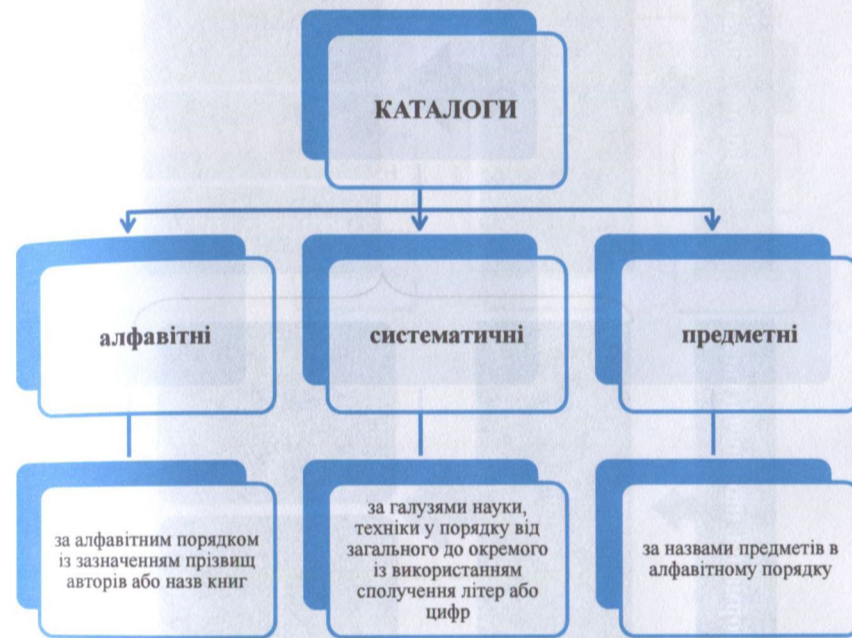 КАТАЛОГИ
алфавітні
систематичні
предметні
за алфавітним порядком
із зазначенням прізвищ
авторів або назв книг
за галузями науки,
техніки у порядку від
загального до окремого
із використанням
сполучення літер або
цифр
за назвами предметів в
алфавітному порядку